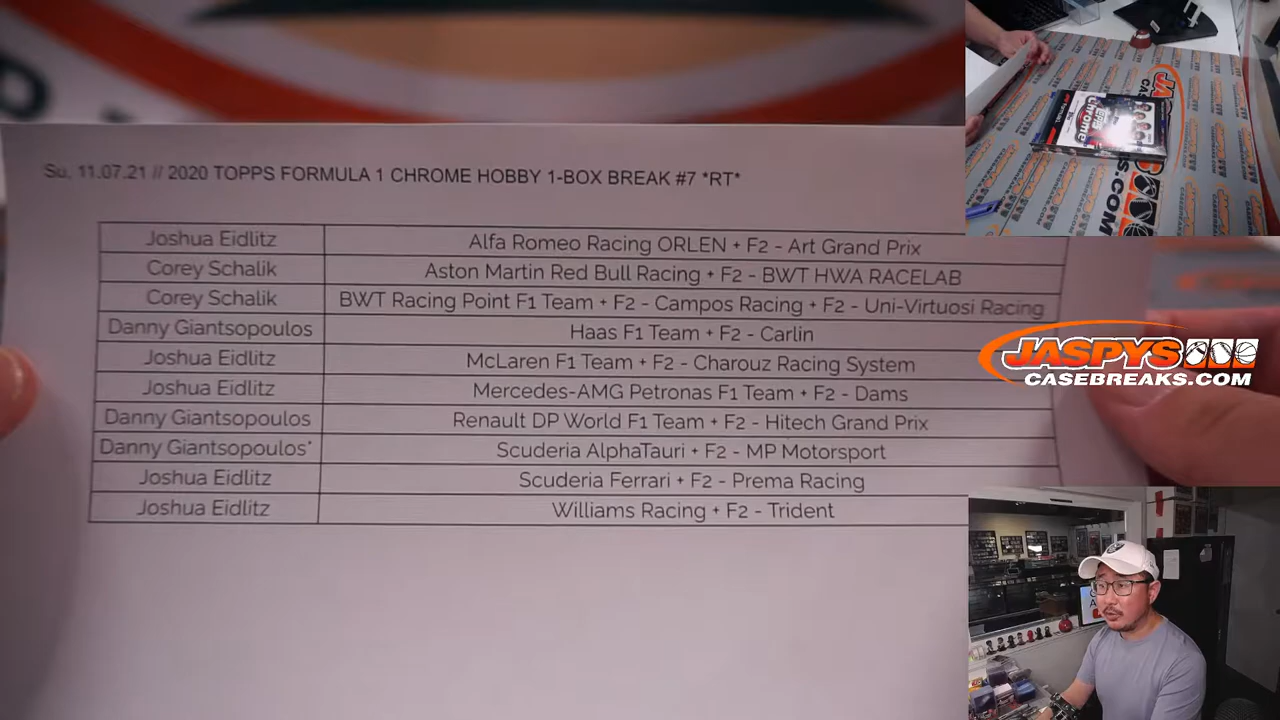 Su, 11.07.21 // 2020 TOPPS FORMULA 1 CHROME HOBBY 1-BOX BREAK #7 *RT*
Joshua Eidlitz Alfa Romeo Racing ORLEN + F2 - Art Grand Prix
Corey Schalik Aston Martin Red Bull Racing + F2 - BWT HWA RACELAB
Corey Schalik BWT Racing Point F1 Team + F2 - Campos Racing + F2 - Uni-Virtuosi Racing
Danny Giantsopoulos Haas F1 Team + F2 - Carlin
Joshua Eidlitz McLaren F1 Team + F2 - Charouz Racing System
Joshua Eidlitz Mercedes-AMG Petronas F1 Team + F2 - Dams
Danny Giantsopoulos Renault DP World F1 Team + F2 - Hitech Grand Prix
Danny Giantsopoulos* Scuderia AlphaTauri + F2 - MP Motorsport
Joshua Eidlitz Scuderia Ferrari + F2 - Prema Racing
Joshua Eidlitz Williams Racing + F2 - Trident
Chrome
JASPYS
CASEBREAKS.COM